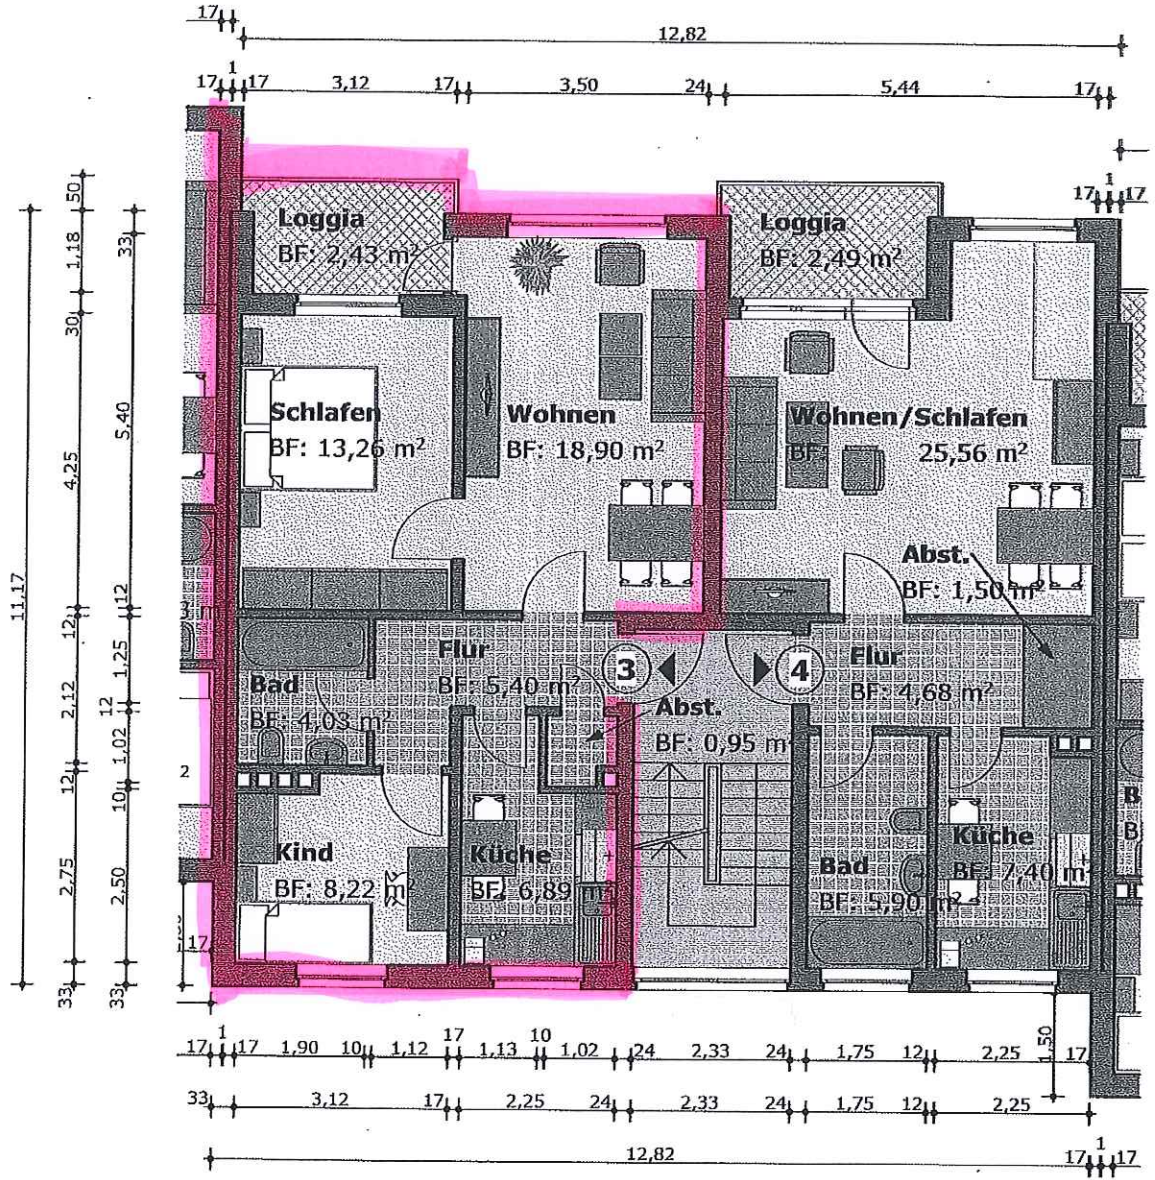 17
12,82
17 1 17 3,12 17 3,50 24 5,44 17
17 1 17
50
1,18
30
4,25
12
2,12
12
2,75
33
33
5,40
12
1,25
12
1,02
10
2,50
33
11,17
Loggia
BF: 2,43 m²
Loggia
BF: 2,49 m²
Schlafen
BF: 13,26 m²
Wohnen
BF: 18,90 m²
Wohnen/Schlafen
BF: 25,56 m²
Abst.
BF: 1,50 m²
Flur
BF: 5,40 m²
3
4
Flur
BF: 4,68 m²
Bad
BF: 4,03 m²
Abst.
BF: 0,95 m²
2
Kind
BF: 8,22 m²
Küche
BF: 6,89 m²
Bad
BF: 5,90 m²
Küche
BF: 7,40 m²
B
B
17
1,50
17 1 17 1,90 10 1,12 17 1,13 10 1,02 24 2,33 24 1,75 12 2,25 17
33 3,12 17 2,25 24 2,33 24 1,75 12 2,25
12,82 17 1 17